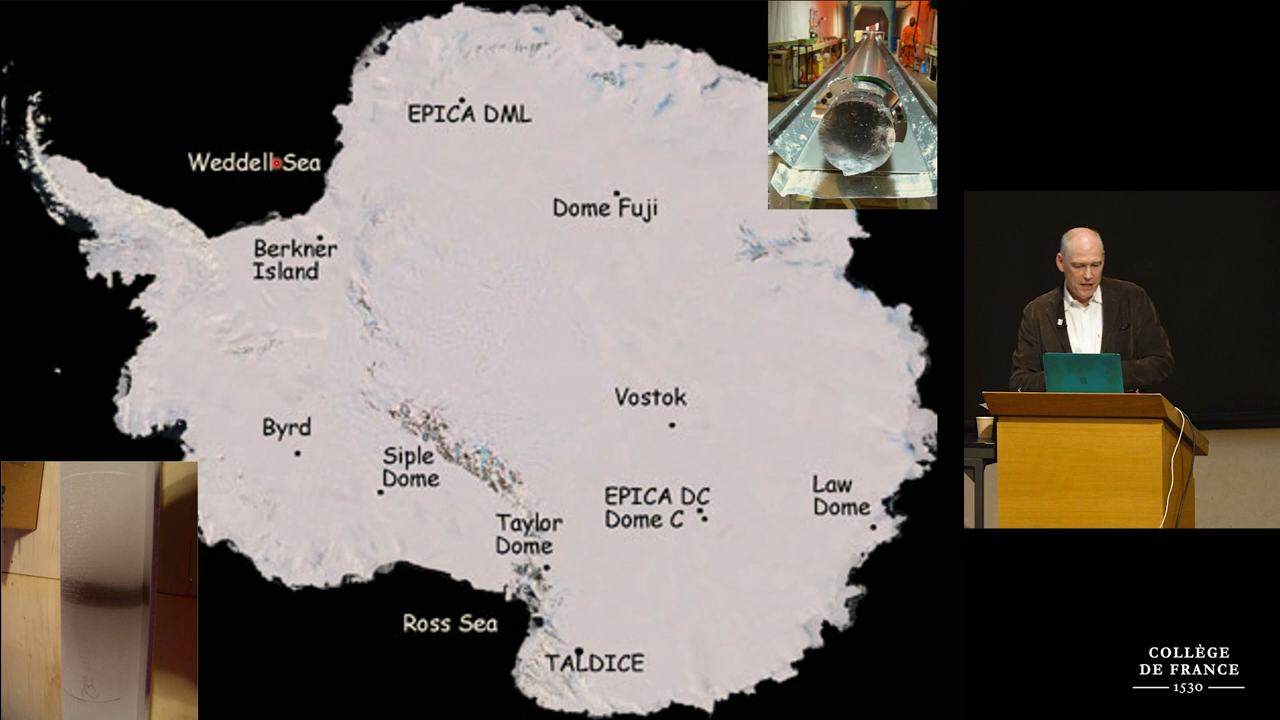 EPICA DML
Weddell Sea
Dome Fuji
Berkner
Island
Vostok
Byrd
Siple
Dome
EPICA DC
Dome C
Law
Dome
Taylor
Dome
Ross Sea
TALDICE
COLLÈGE
DE FRANCE
1530